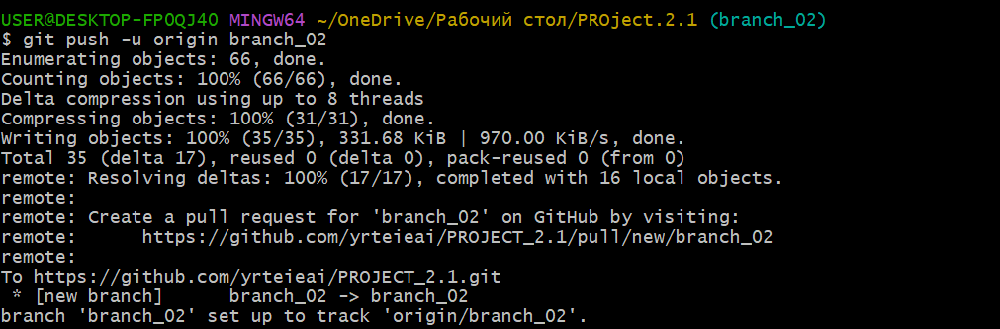 USER@DESKTOP-FPOQJ4O MINGW64 ~/OneDrive/Рабочий стол/PROject.2.1 (branch_02)
$ git push -u origin branch_02
Enumerating objects: 66, done.
Counting objects: 100% (66/66), done.
Delta compression using up to 8 threads
Compressing objects: 100% (31/31), done.
Writing objects: 100% (35/35), 331.68 KiB | 970.00 KiB/s, done.
Total 35 (delta 17), reused 0 (delta 0), pack-reused 0 (from 0)
remote: Resolving deltas: 100% (17/17), completed with 16 local objects.
remote:
remote: Create a pull request for 'branch_02' on GitHub by visiting:
remote:      https://github.com/yrteieai/PROJECT_2.1/pull/new/branch_02
remote:
To https://github.com/yrteieai/PROJECT_2.1.git
 * [new branch]      branch_02 -> branch_02
branch 'branch_02' set up to track 'origin/branch_02'.